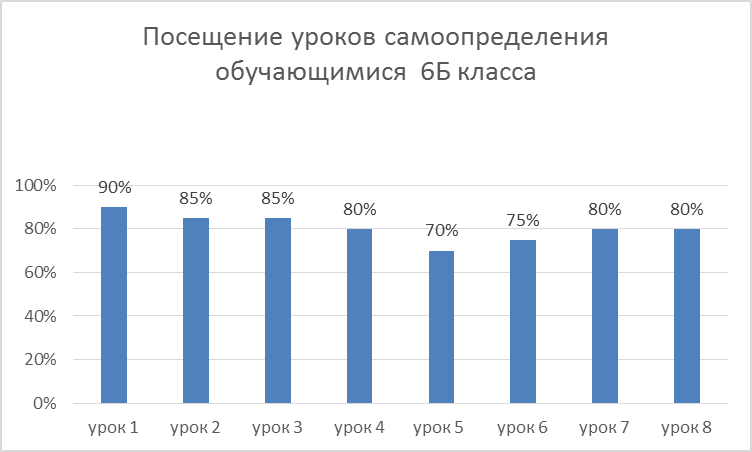 Посещение уроков самоопределения
обучающимися 6Б класса
100%
80%
60%
40%
20%
0%
90%
85%
85%
80%
70%
75%
80%
80%
урок 1
урок 2
урок 3
урок 4
урок 5
урок 6
урок 7
урок 8